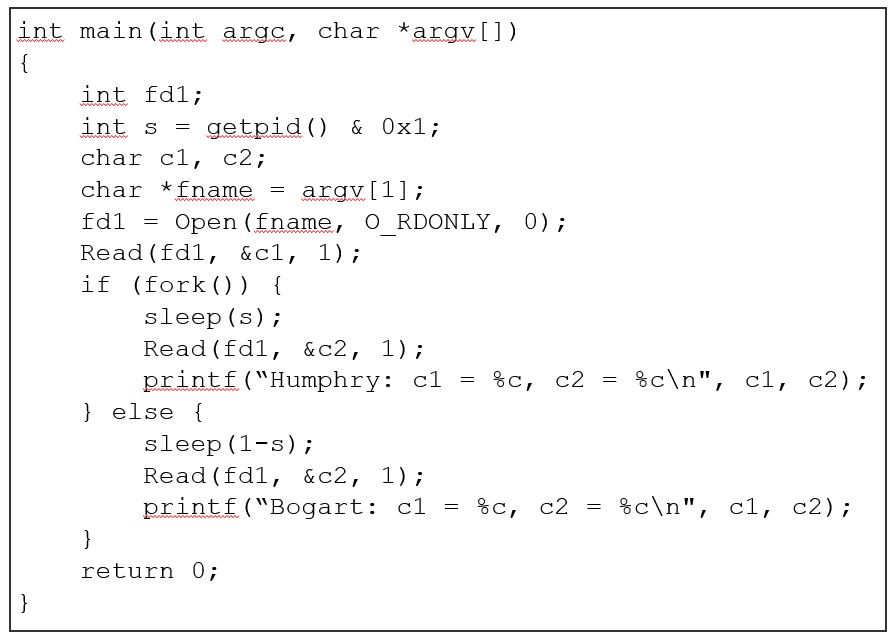 int main(int argc, char *argv[])
{
    int fd1;
    int s = getpid() & 0x1;
    char c1, c2;
    char *fname = argv[1];
    fd1 = Open(fname, O_RDONLY, 0);
    Read(fd1, &c1, 1);
    if (fork()) {
        sleep(s);
        Read(fd1, &c2, 1);
        printf(“Humphry: c1 = %c, c2 = %c\n", c1, c2);
    } else {
        sleep(1-s);
        Read(fd1, &c2, 1);
        printf(“Bogart: c1 = %c, c2 = %c\n", c1, c2);
    }
    return 0;
}